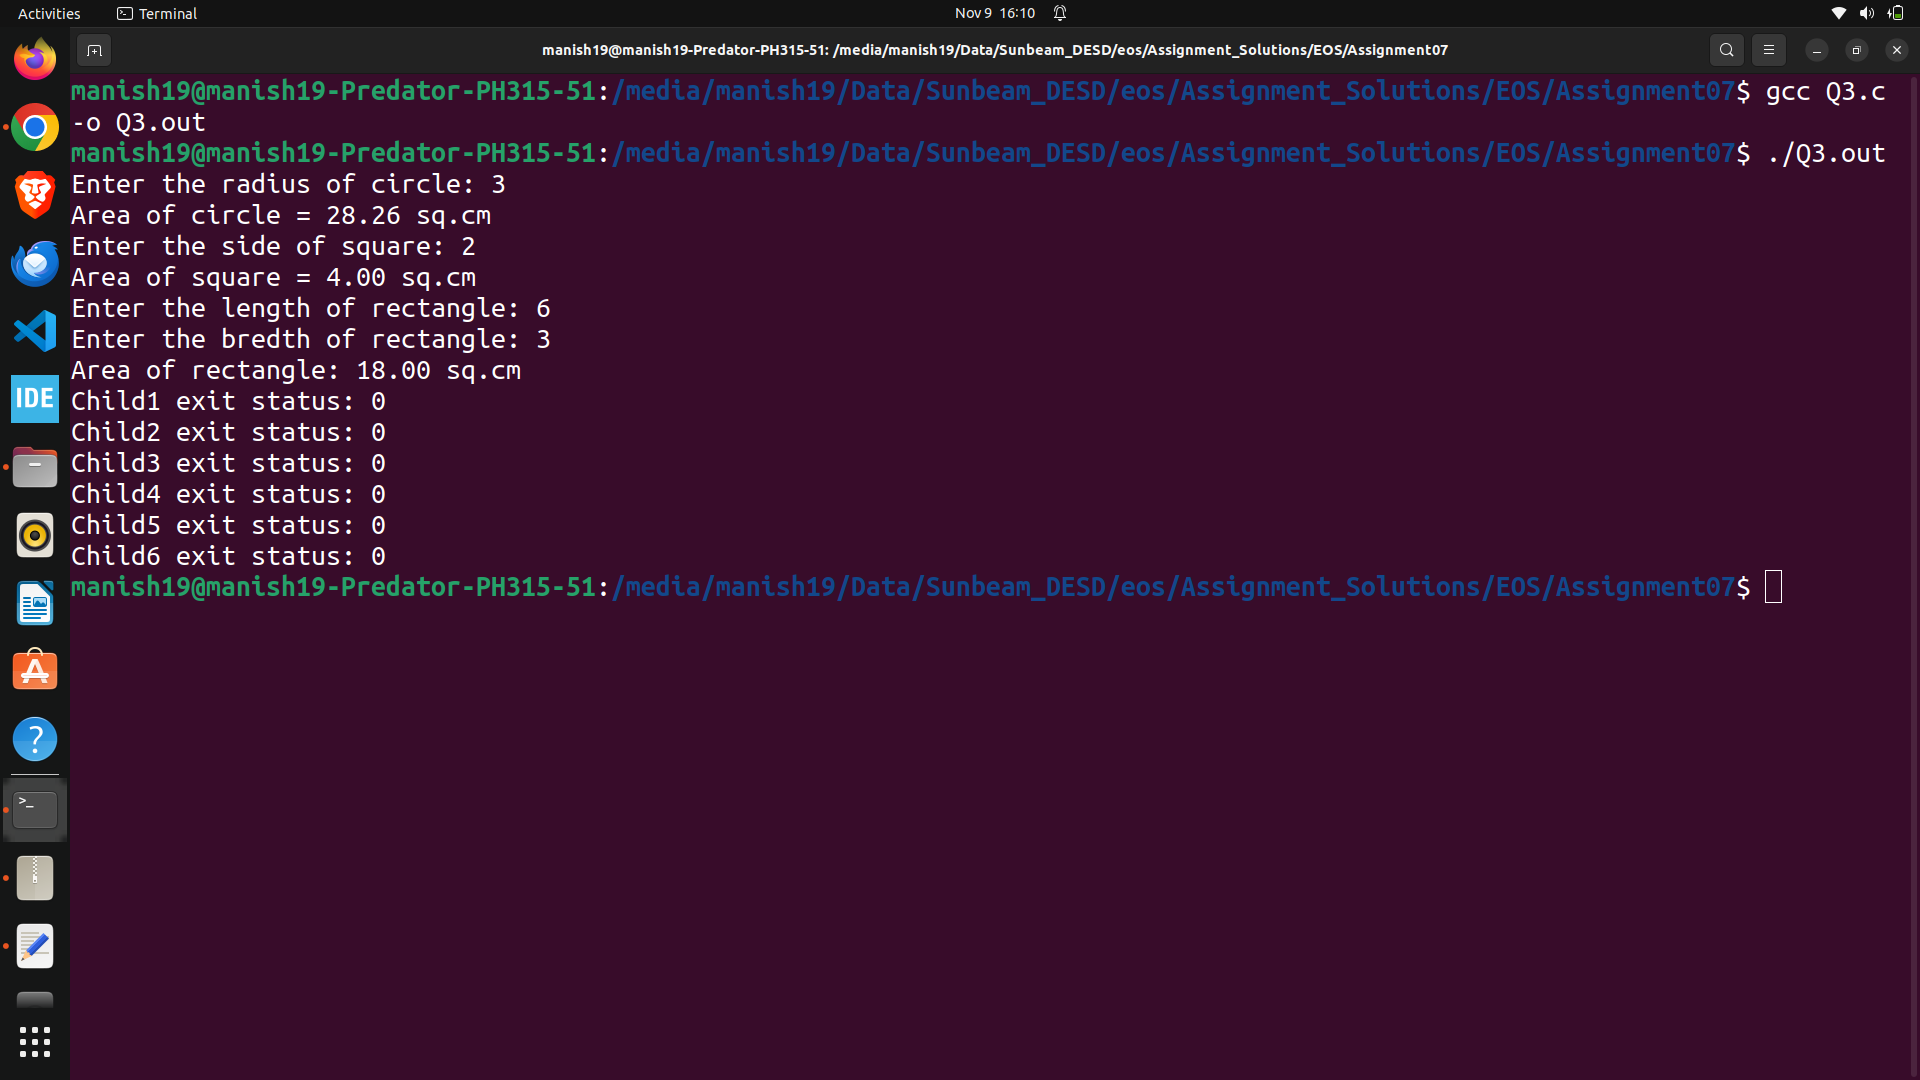 Activities
Terminal
Nov 9 16:10
manish19@manish19-Predator-PH315-51: /media/manish19/Data/Sunbeam_DESD/eos/Assignment_Solutions/EOS/Assignment07
manish19@manish19-Predator-PH315-51:/media/manish19/Data/Sunbeam_DESD/eos/Assignment_Solutions/EOS/Assignment07$ gcc Q3.c
-o Q3.out
manish19@manish19-Predator-PH315-51:/media/manish19/Data/Sunbeam_DESD/eos/Assignment_Solutions/EOS/Assignment07$ ./Q3.out
Enter the radius of circle: 3
Area of circle = 28.26 sq.cm
Enter the side of square: 2
Area of square = 4.00 sq.cm
Enter the length of rectangle: 6
Enter the bredth of rectangle: 3
Area of rectangle: 18.00 sq.cm
Child1 exit status: 0
Child2 exit status: 0
Child3 exit status: 0
Child4 exit status: 0
Child5 exit status: 0
Child6 exit status: 0
manish19@manish19-Predator-PH315-51:/media/manish19/Data/Sunbeam_DESD/eos/Assignment_Solutions/EOS/Assignment07$
IDE